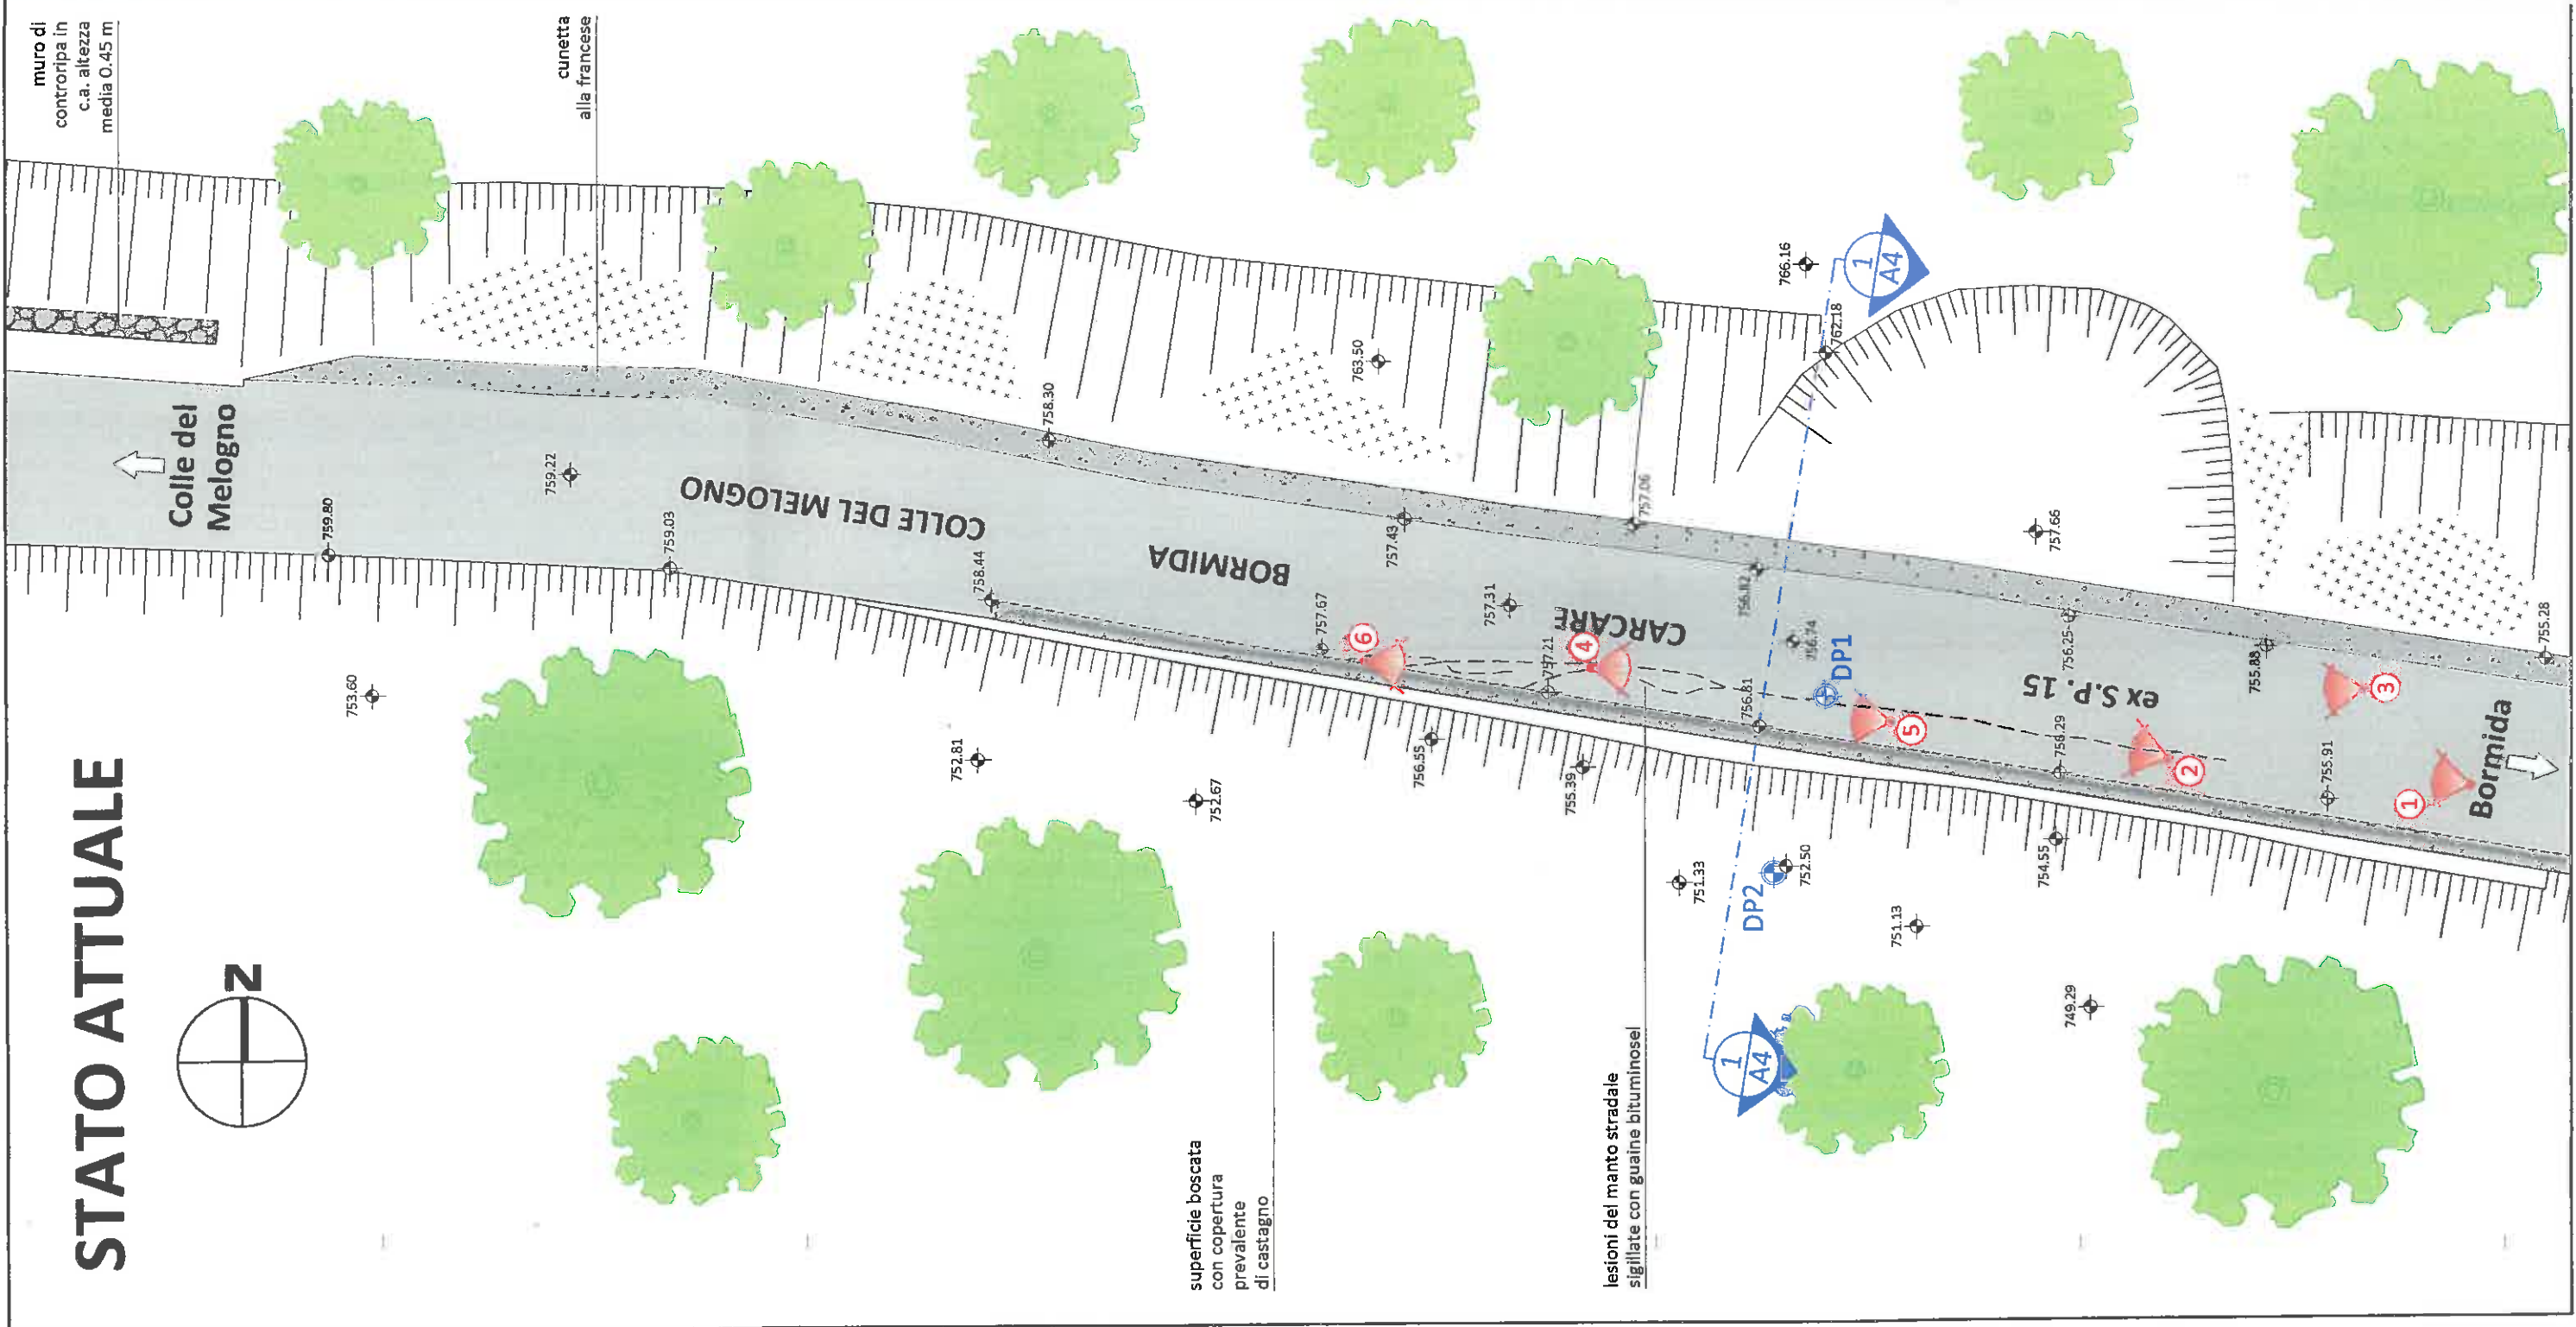 STATO ATTUALE
N
muro di
controripa in
c.a. altezza
media 0.45 m
cunetta
alla francese
Colle del
Melogno
759.80
759.22
759.03
COLLE DEL MELOGNO
758.30
758.44
BORMIDA
763.50
757.43
757.67
757.31
CARCARE
757.21
757.06
766.16
1
A4
762.18
756.82
756.74
756.81
DP1
757.66
756.25
ex S.P. 15
755.88
755.28
755.91
Bormida
6
4
5
2
3
1
753.60
752.81
752.67
756.55
755.39
751.33
DP2
752.50
754.55
751.13
749.29
1
A4
superficie boscata
con copertura
prevalente
di castagno
lesioni del manto stradale
sigillate con guaine bituminosel